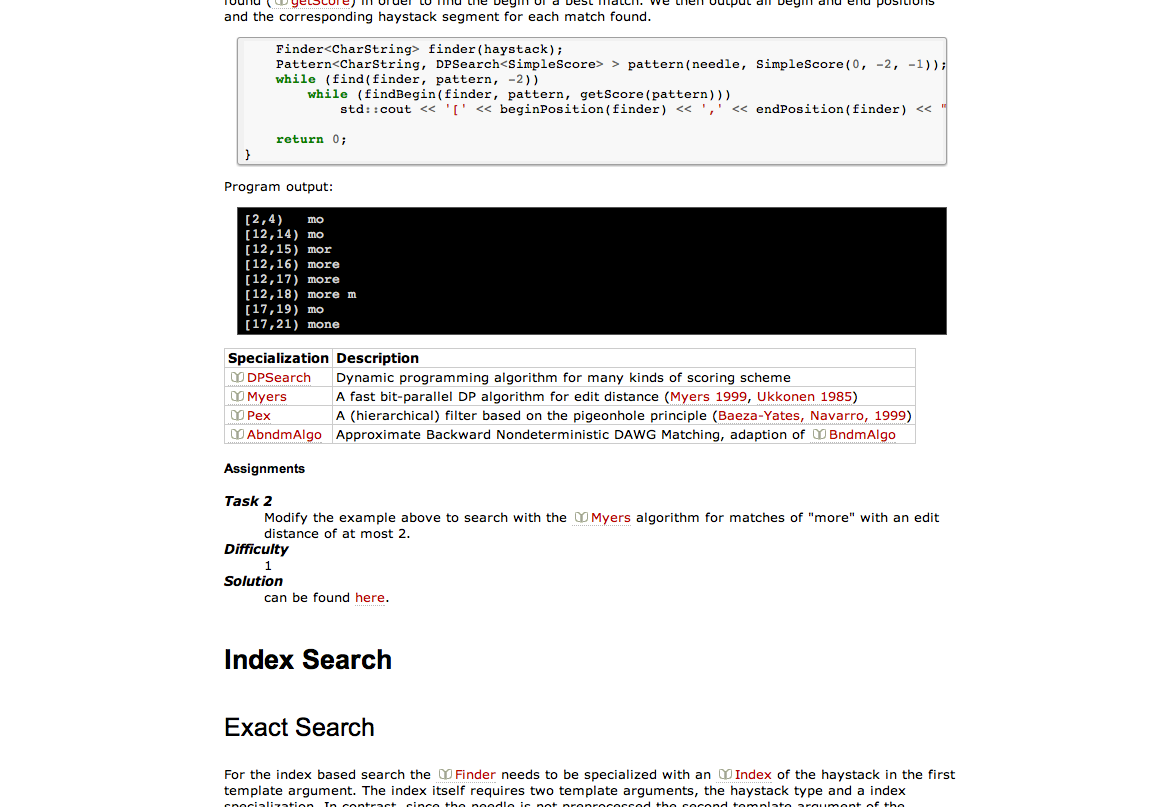 found ( getScore) in order to find the begin of a best match. We then output all begin and end positions
and the corresponding haystack segment for each match found.
Finder<CharString> finder(haystack);
Pattern<CharString, DPSearch<SimpleScore> > pattern(needle, SimpleScore(0, -2, -1));
while (find(finder, pattern, -2))
while (findBegin(finder, pattern, getScore(pattern)))
std::cout << '[' << beginPosition(finder) << ',' << endPosition(finder) << "
return 0;
}
Program output:
[2,4) mo
[12,14) mo
[12,15) mor
[12,16) more
[12,17) more
[12,18) more m
[17,19) mo
[17,21) mone
Specialization Description
DPSearch Dynamic programming algorithm for many kinds of scoring scheme
Myers A fast bit-parallel DP algorithm for edit distance (Myers 1999, Ukkonen 1985)
Pex A (hierarchical) filter based on the pigeonhole principle (Baeza-Yates, Navarro, 1999)
AbndmAlgo Approximate Backward Nondeterministic DAWG Matching, adaption of BndmAlgo
Assignments
Task 2
Modify the example above to search with the Myers algorithm for matches of "more" with an edit
distance of at most 2.
Difficulty
1
Solution
can be found here.
Index Search
Exact Search
For the index based search the Finder needs to be specialized with an Index of the haystack in the first
template argument. The index itself requires two template arguments, the haystack type and a index
specialization. In contrast, since the needle is not preprocessed the second template argument of the